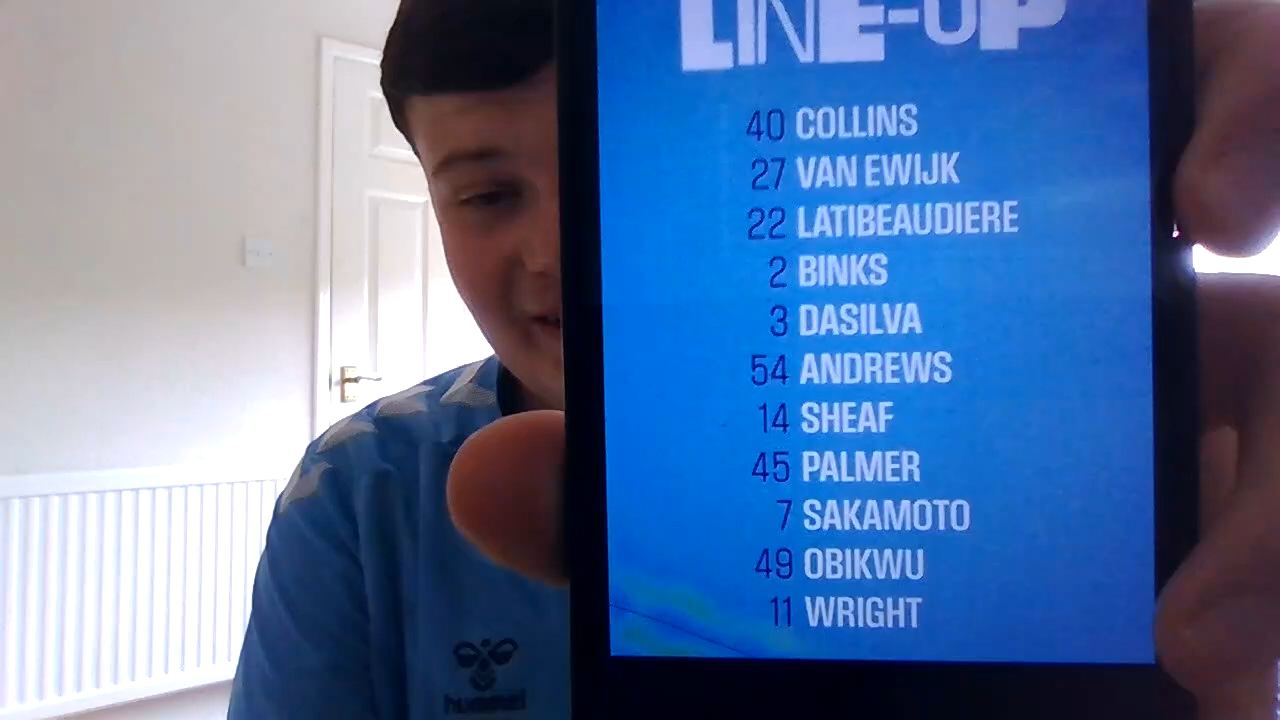 LINE-UP
40 COLLINS
27 VAN EWIJK
22 LATIBEAUDIERE
2 BINKS
3 DASILVA
54 ANDREWS
14 SHEAF
45 PALMER
7 SAKAMOTO
49 OBIKWU
11 WRIGHT
hummel